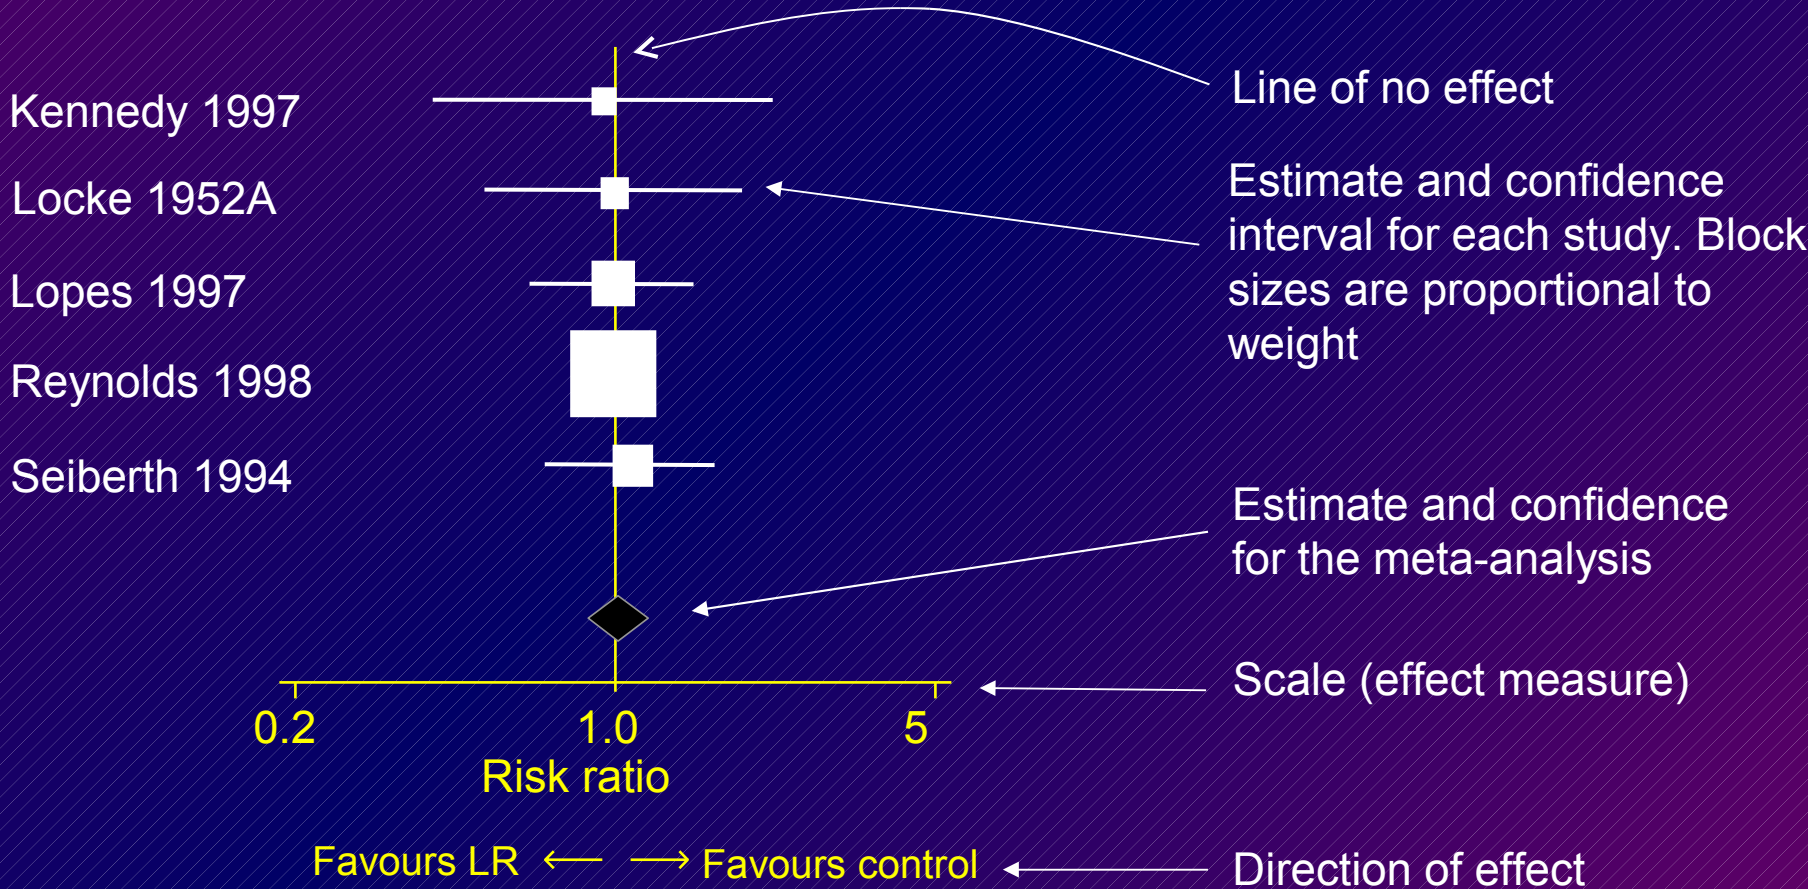 Line of no effect
Kennedy 1997
Estimate and confidence
interval for each study. Block
sizes are proportional to
weight
Locke 1952A
Lopes 1997
Reynolds 1998
Seiberth 1994
Estimate and confidence
for the meta-analysis
Scale (effect measure)
0.2 1.0 5
Risk ratio
Favours LR ← → Favours control
Direction of effect